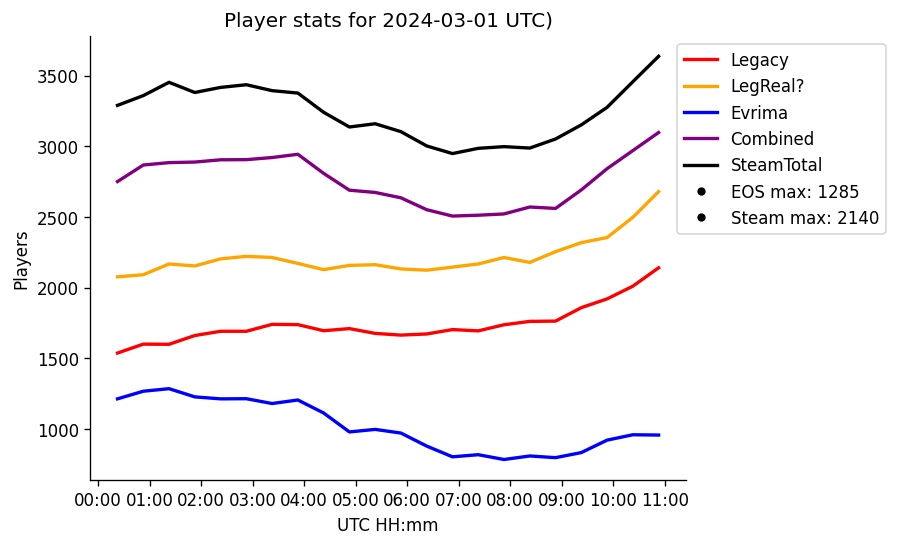 Player stats for 2024-03-01 UTC)
Players
3500
3000
2500
2000
1500
1000
00:00 01:00 02:00 03:00 04:00 05:00 06:00 07:00 08:00 09:00 10:00 11:00
UTC HH:mm
Legacy
LegReal?
Evrima
Combined
SteamTotal
EOS max: 1285
Steam max: 2140